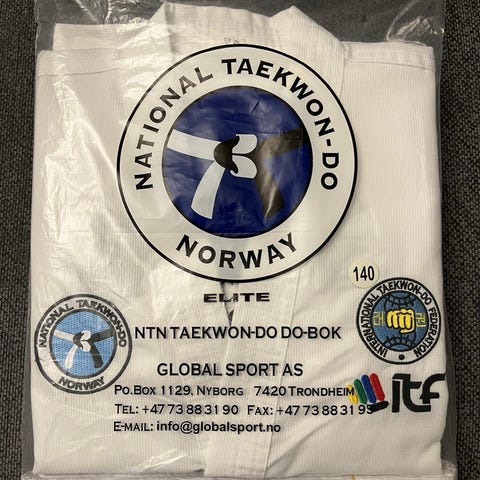 NATIONAL TAEKWON-DO
NORWAY
ELITE
140
NATIONAL TAEKWON-DO
NORWAY
INTERNATIONAL TAEKWON-DO FEDERATION
NTN TAEKWON-DO DO-BOK
GLOBAL SPORT AS
P.O. BOX 1129, NYBORG 7420 TRONDHEIM
itf
TEL: +47 73 88 31 90 FAX: +47 73 88 31 95
E-MAIL: info@globalsport.no